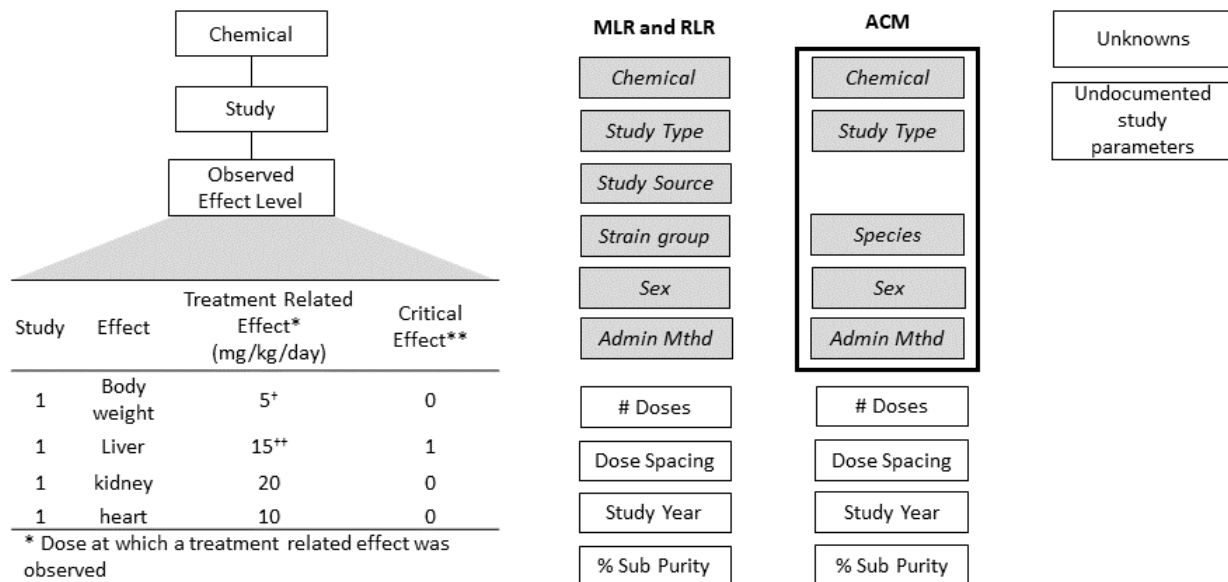 Chemical
Study
Observed
Effect Level
Study Effect Treatment Related Effect* (mg/kg/day) Critical Effect**
1 Body weight 5⁺ 0
1 Liver 15⁺⁺ 1
1 kidney 20 0
1 heart 10 0
* Dose at which a treatment related effect was
observed
MLR and RLR
Chemical
Study Type
Study Source
Strain group
Sex
Admin Mthd
# Doses
Dose Spacing
Study Year
% Sub Purity
ACM
Chemical
Study Type
Species
Sex
Admin Mthd
# Doses
Dose Spacing
Study Year
% Sub Purity
Unknowns
Undocumented
study
parameters